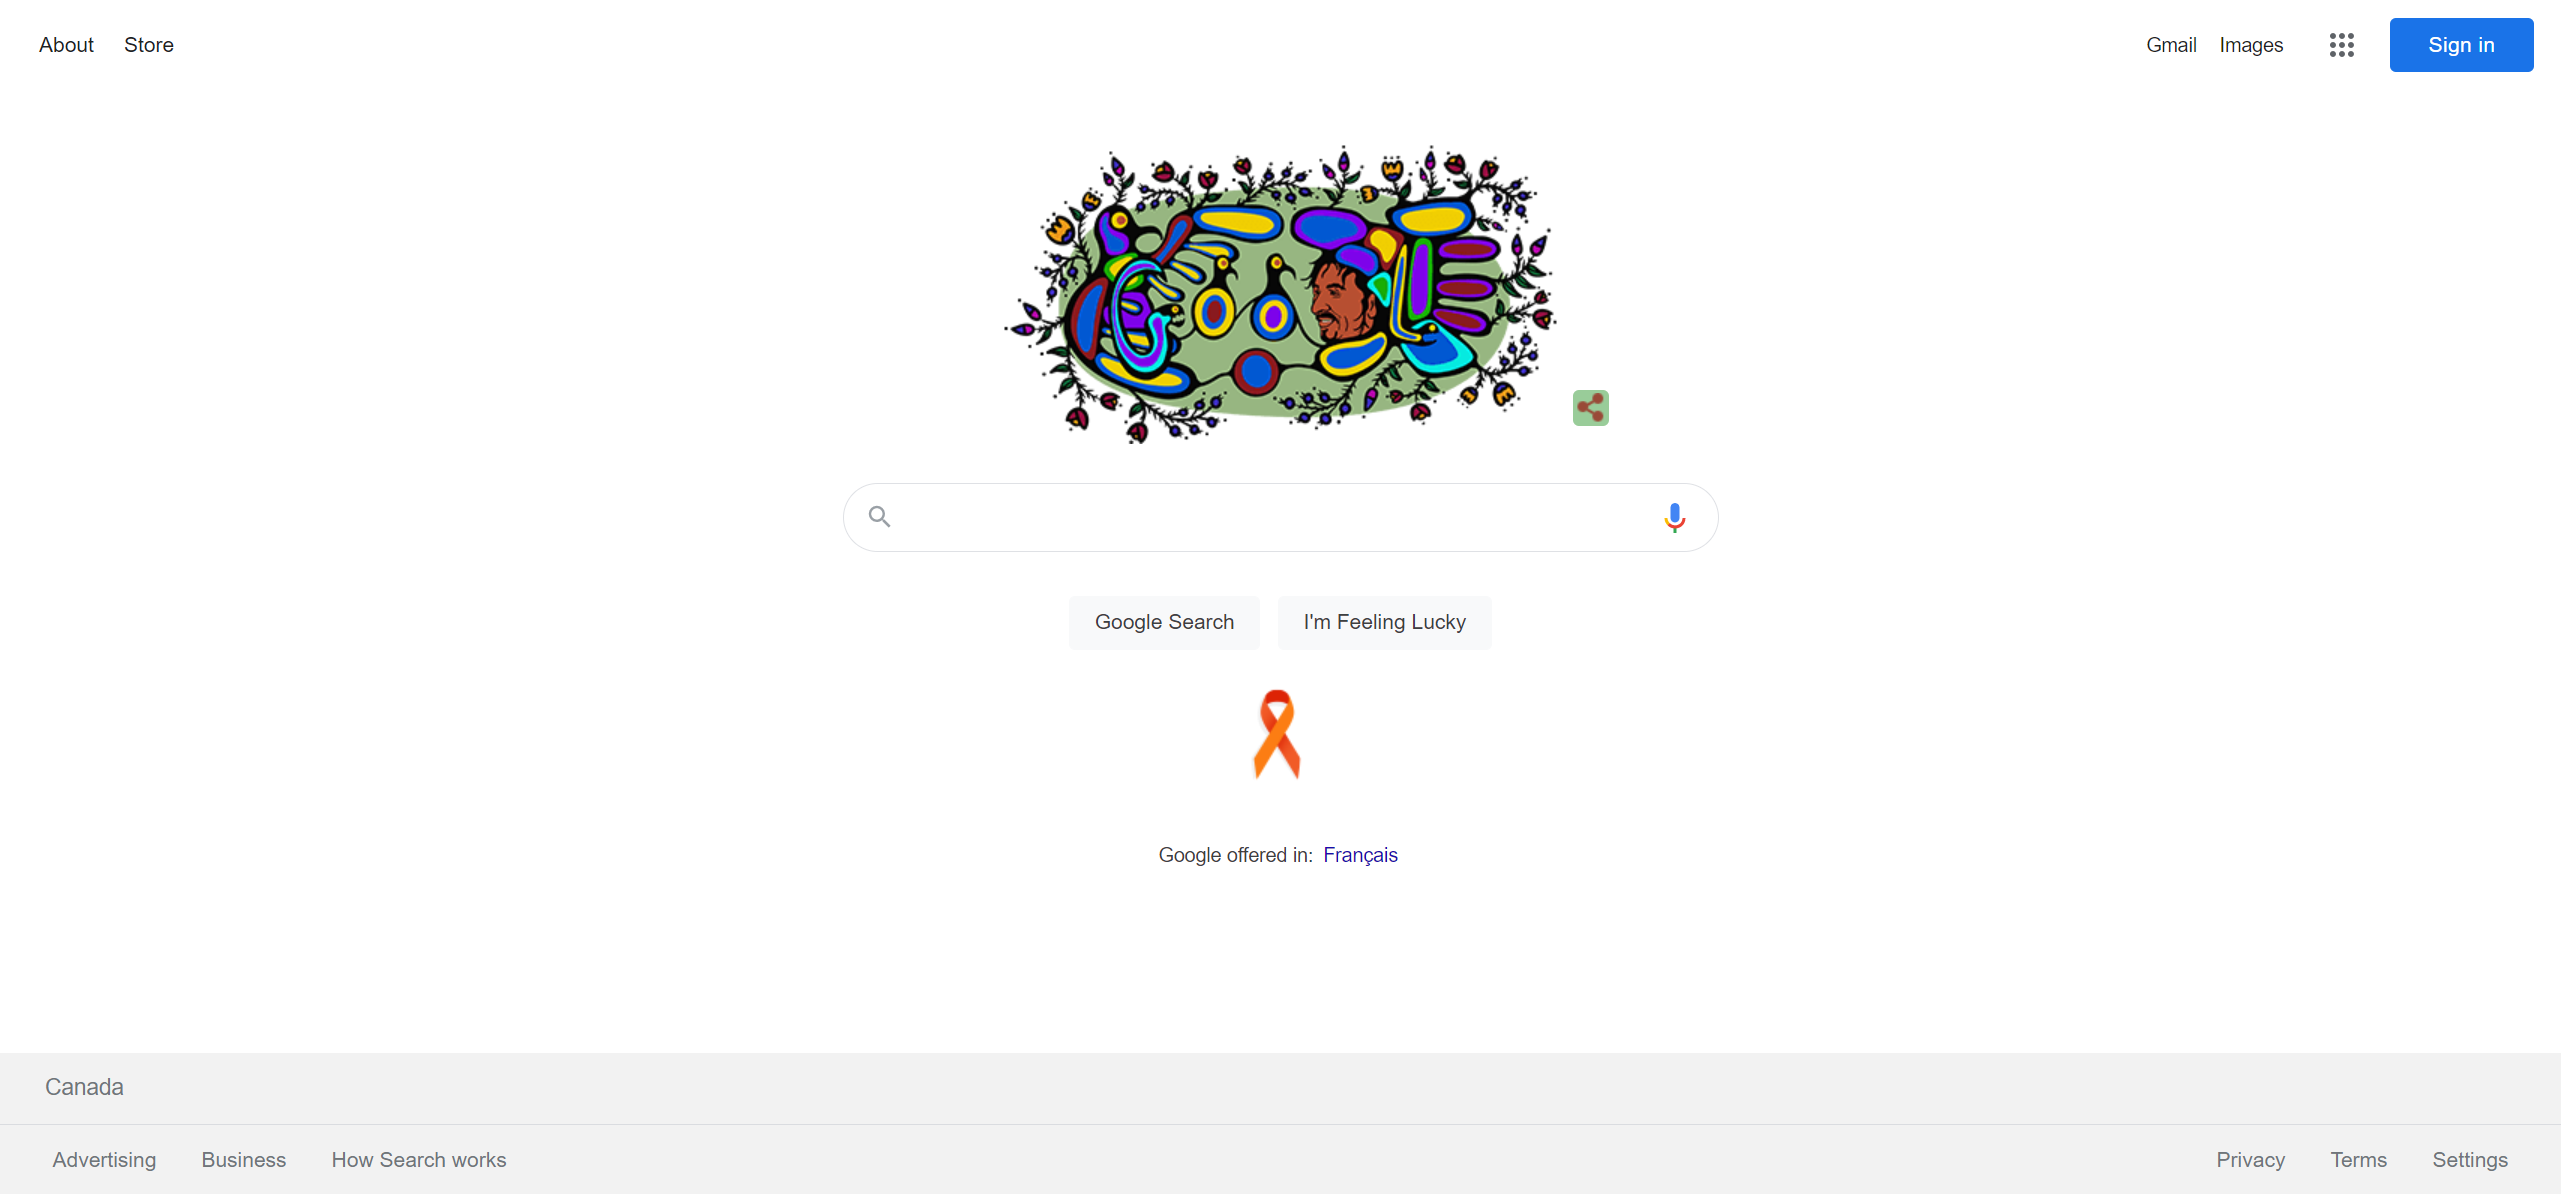 About Store Gmail Images Sign in
Google Search I'm Feeling Lucky
Google offered in: Français
Canada
Advertising Business How Search works Privacy Terms Settings